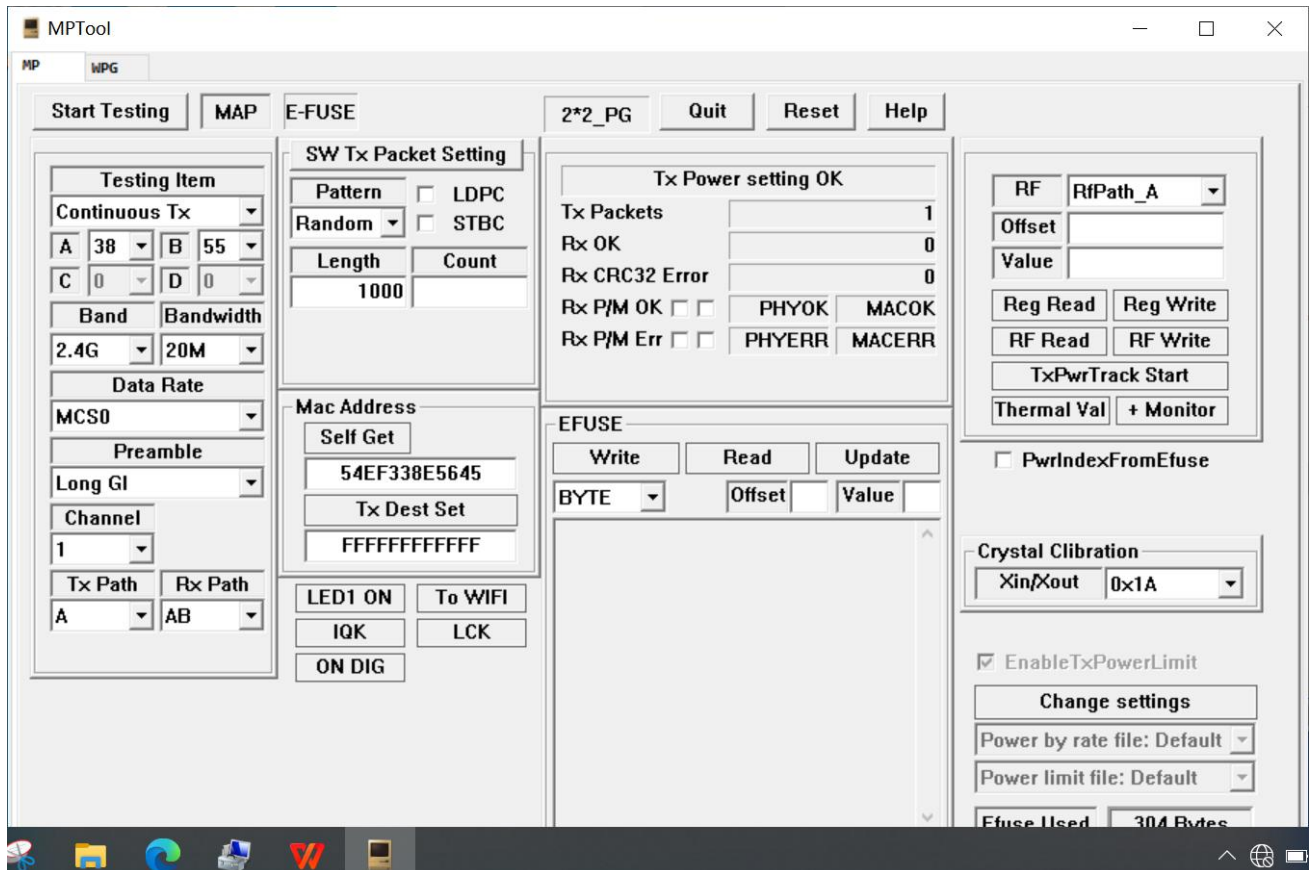 MPTool
MP WPG
Start Testing MAP E-FUSE 2*2_PG Quit Reset Help
Testing Item
Continuous Tx
A 38 B 55
C 0 D 0
Band Bandwidth
2.4G 20M
Data Rate
MCS0
Preamble
Long GI
Channel
1
Tx Path Rx Path
A AB
SW Tx Packet Setting
Pattern LDPC
Random STBC
Length Count
1000
Mac Address
Self Get
54EF338E5645
Tx Dest Set
FFFFFFFFFFFF
LED1 ON To WIFI
IQK LCK
ON DIG
Tx Power setting OK
Tx Packets 1
Rx OK 0
Rx CRC32 Error 0
Rx P/M OK PHYOK MACOK
Rx P/M Err PHYERR MACERR
EFUSE
Write Read Update
BYTE Offset Value
RF RfPath_A
Offset
Value
Reg Read Reg Write
RF Read RF Write
TxPwrTrack Start
Thermal Val + Monitor
PwrIndexFromEfuse
Crystal Clibration
Xin/Xout 0x1A
EnableTxPowerLimit
Change settings
Power by rate file: Default
Power limit file: Default
Efuse Used 304 Bytes